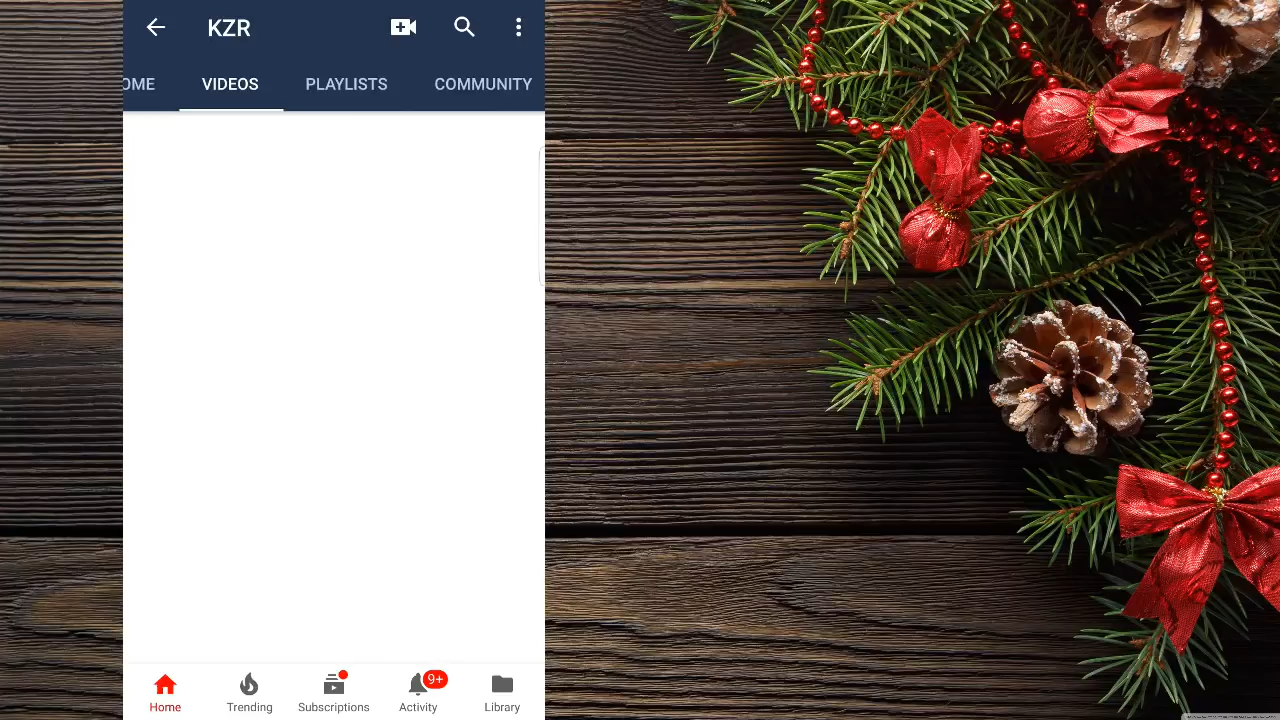 KZR
OME VIDEOS PLAYLISTS COMMUNITY
9+
Home Trending Subscriptions Activity Library